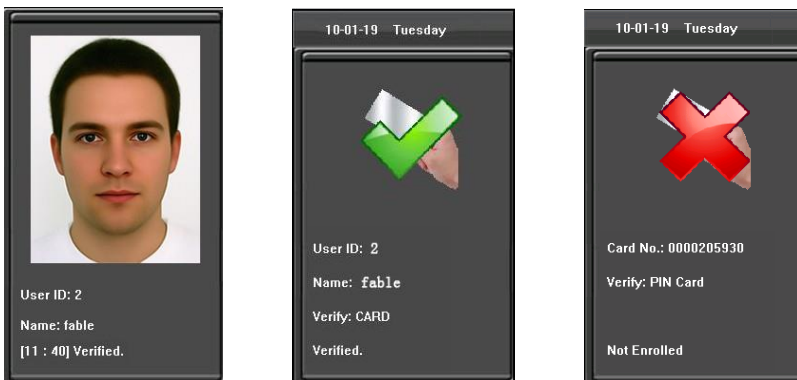 User ID: 2
Name: fable
[11 : 40] Verified.
10-01-19 Tuesday
User ID: 2
Name: fable
Verify: CARD
Verified.
10-01-19 Tuesday
Card No.: 0000205930
Verify: PIN Card
Not Enrolled